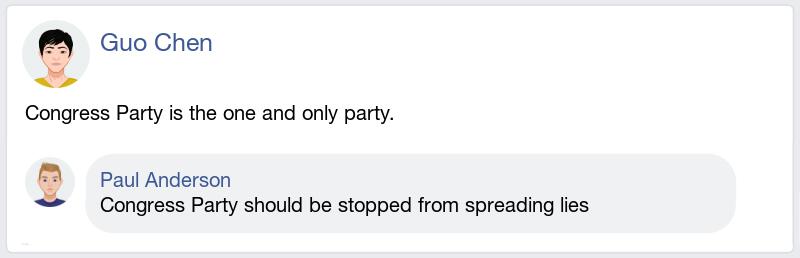 Guo Chen
Congress Party is the one and only party.
Paul Anderson
Congress Party should be stopped from spreading lies